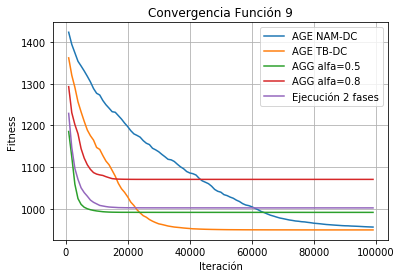 Convergencia Función 9
AGE NAM-DC
AGE TB-DC
AGG alfa=0.5
AGG alfa=0.8
Ejecución 2 fases
Fitness
1400
1300
1200
1100
1000
0
20000
40000
60000
80000
100000
Iteración